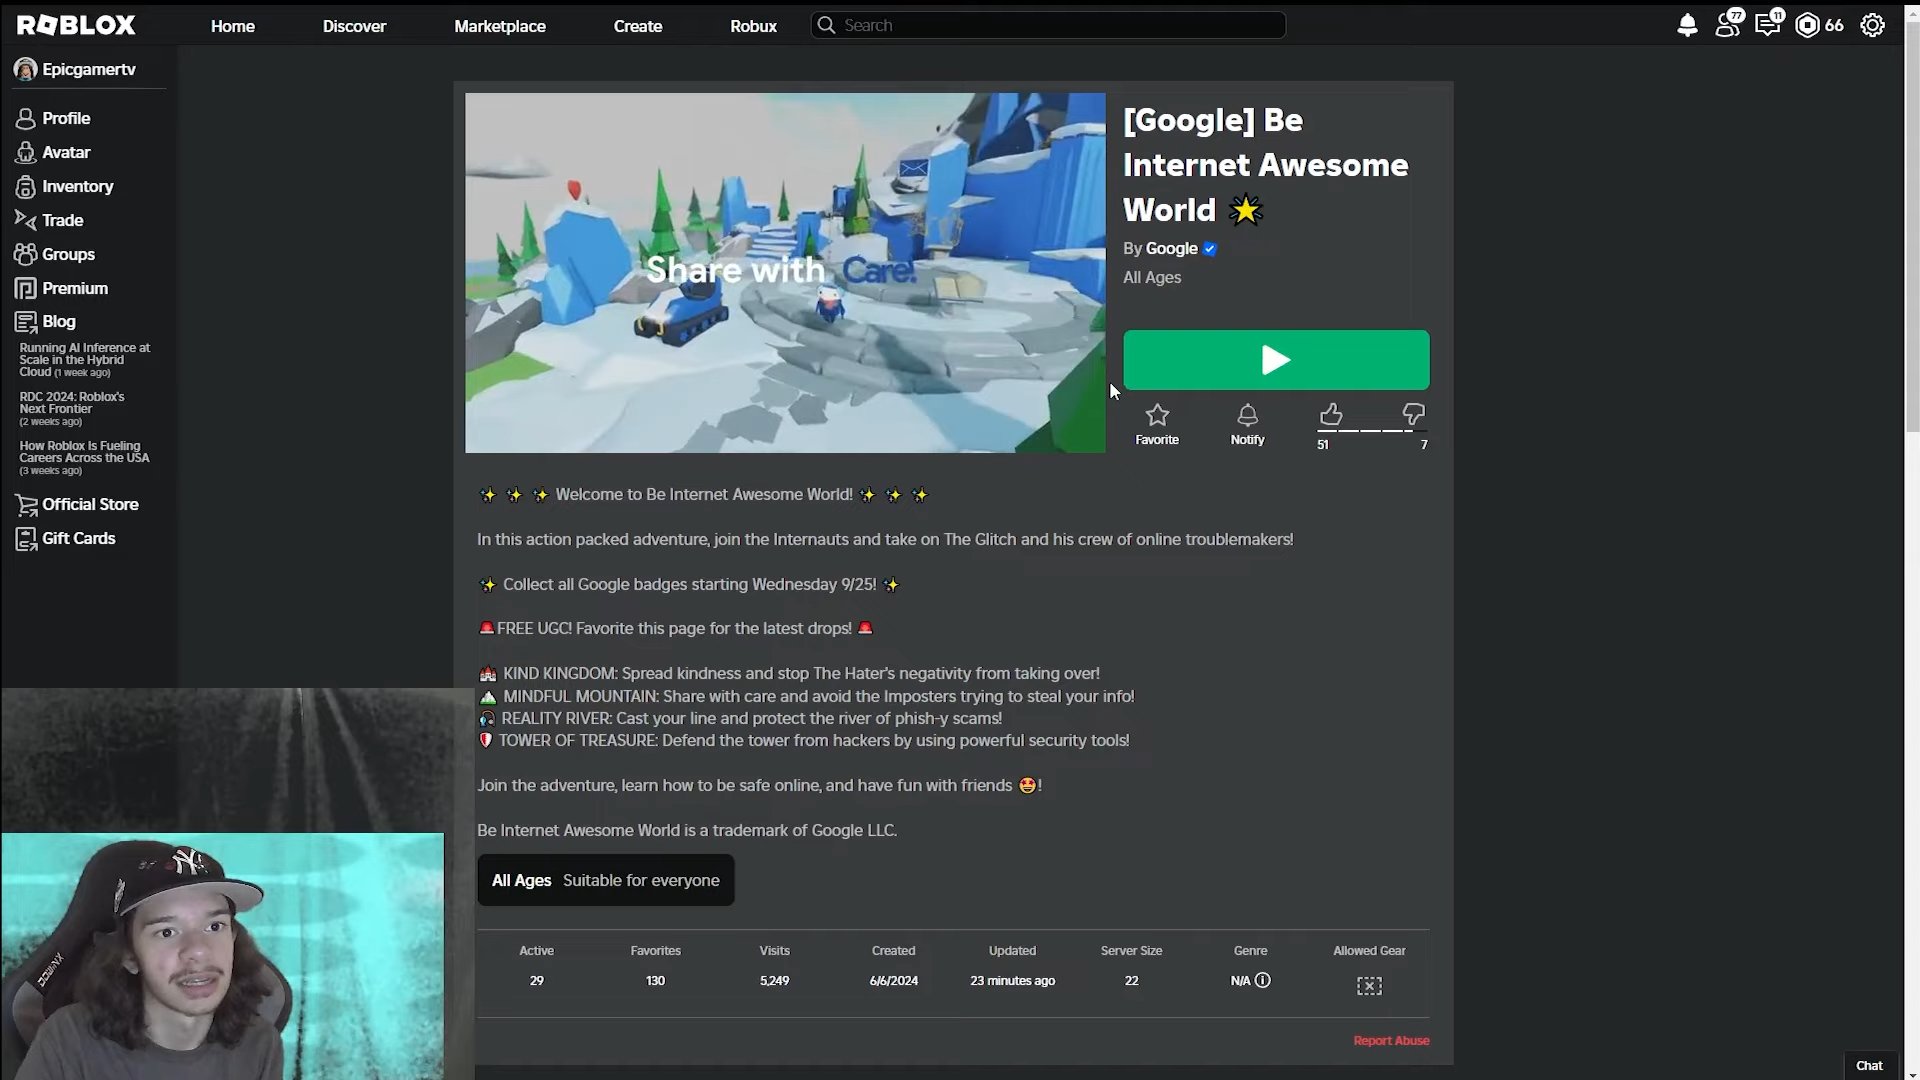 ROBLOX
Home
Discover
Marketplace
Create
Robux
Search
77
11
66
Epicgamertv
Profile
Avatar
Inventory
Trade
Groups
Premium
Blog
Running AI Inference at
Scale in the Hybrid
Cloud (1 week ago)
RDC 2024: Roblox's
Next Frontier
(2 weeks ago)
How Roblox Is Fueling
Careers Across the USA
(3 weeks ago)
Official Store
Gift Cards
Share with Care!
[Google] Be
Internet Awesome
World
By Google
All Ages
Favorite
Notify
51
7
Welcome to Be Internet Awesome World!
In this action packed adventure, join the Internauts and take on The Glitch and his crew of online troublemakers!
Collect all Google badges starting Wednesday 9/25!
FREE UGC! Favorite this page for the latest drops!
KIND KINGDOM: Spread kindness and stop The Hater's negativity from taking over!
MINDFUL MOUNTAIN: Share with care and avoid the Imposters trying to steal your info!
REALITY RIVER: Cast your line and protect the river of phish-y scams!
TOWER OF TREASURE: Defend the tower from hackers by using powerful security tools!
Join the adventure, learn how to be safe online, and have fun with friends !
Be Internet Awesome World is a trademark of Google LLC.
All Ages Suitable for everyone
Active
Favorites
Visits
Created
Updated
Server Size
Genre
Allowed Gear
29
130
5,249
6/6/2024
23 minutes ago
22
N/A
Report Abuse
Chat